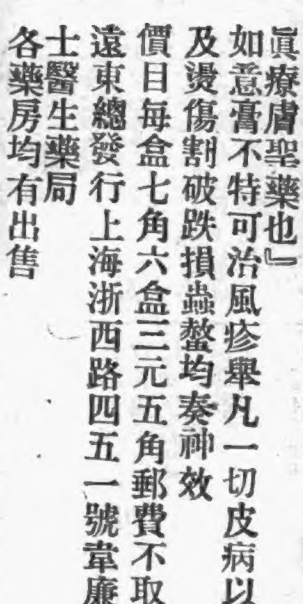 眞療膚聖藥也』
如意膏不特可治風疹舉凡一切皮病以
及燙傷割破跌損蟲螫均奏神效
價目每盒七角六盒三元五角郵費不取
遠東總發行上海浙西路四五一號韋廉
士醫生藥局
各藥房均有出售